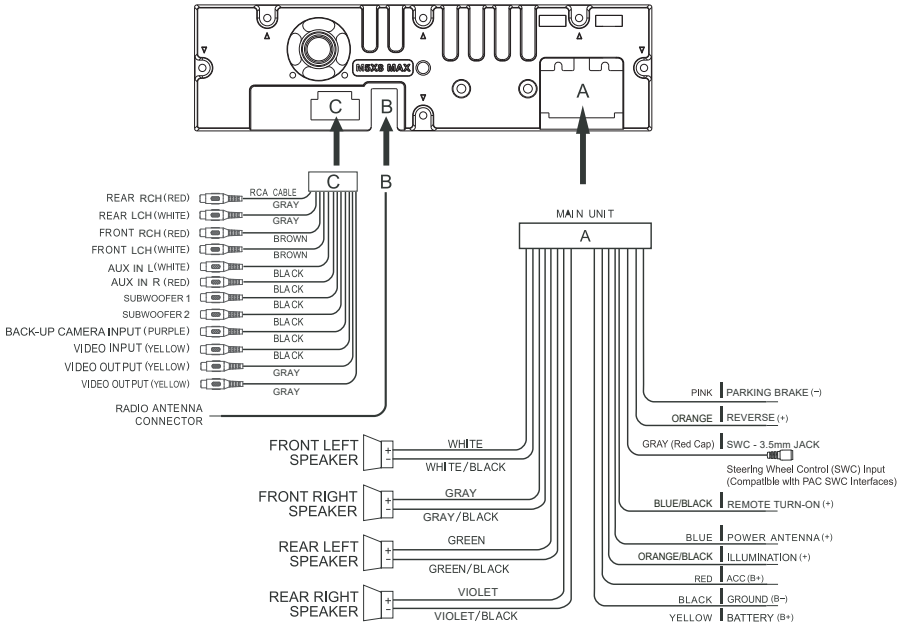 M5X8 MAX
A
C
B
C
B
REAR RCH (RED)
RCA CABLE
GRAY
REAR LCH (WHITE)
GRAY
FRONT RCH (RED)
BROWN
FRONT LCH (WHITE)
BROWN
AUX IN L (WHITE)
BLACK
AUX IN R (RED)
BLACK
SUBWOOFER 1
BLACK
SUBWOOFER 2
BLACK
BACK-UP CAMERA INPUT (PURPLE)
BLACK
VIDEO INPUT (YELLOW)
BLACK
VIDEO OUTPUT (YELLOW)
GRAY
VIDEO OUTPUT (YELLOW)
GRAY
RADIO ANTENNA
CONNECTOR
MAIN UNIT
A
FRONT LEFT
SPEAKER
+
−
WHITE
WHITE/BLACK
FRONT RIGHT
SPEAKER
+
−
GRAY
GRAY/BLACK
REAR LEFT
SPEAKER
+
−
GREEN
GREEN/BLACK
REAR RIGHT
SPEAKER
+
−
VIOLET
VIOLET/BLACK
PINK PARKING BRAKE (−)
ORANGE REVERSE (+)
GRAY (Red Cap) SWC - 3.5mm JACK
Steering Wheel Control (SWC) Input
(Compatible with PAC SWC Interfaces)
BLUE/BLACK REMOTE TURN-ON (+)
BLUE POWER ANTENNA (+)
ORANGE/BLACK ILLUMINATION (+)
RED ACC (B+)
BLACK GROUND (B−)
YELLOW BATTERY (B+)